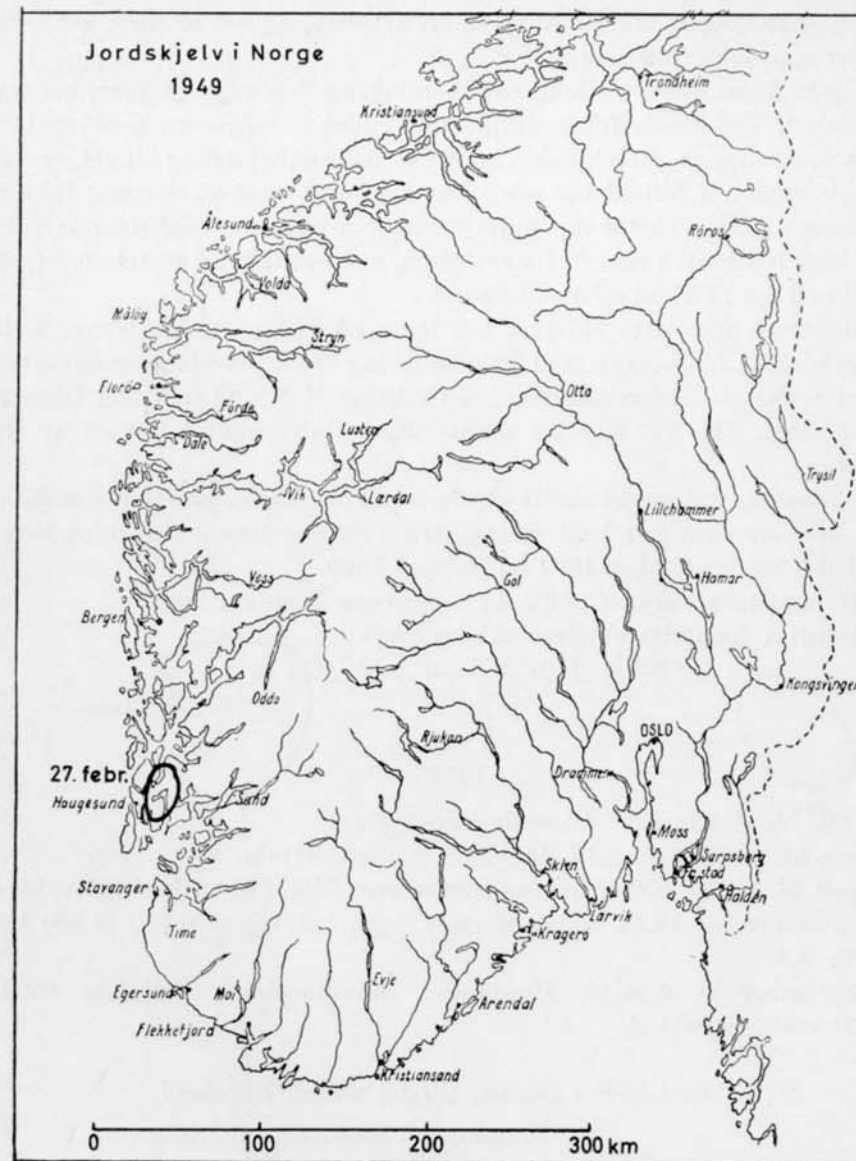 Jordskjelv i Norge
1949
Trondheim
Kristiansund
Ålesund
Røros
Volda
Måløy
Stryn
Florøa
Otta
Førde
Luster
Dale
Trysil
Vik
Lærdal
Lillehammer
Voss
Gol
Hamar
Bergen
Kongsvinger
Odda
OSLO
Rjukan
27. febr.
Drammen
Haugesund
Sand
Moss
Sarpsborg
Skien
Stavanger
Halden
Larvik
Time
Kragerø
Evje
Egersund
Moi
Arendal
Flekkefjord
Kristiansand
0 100 200 300 km